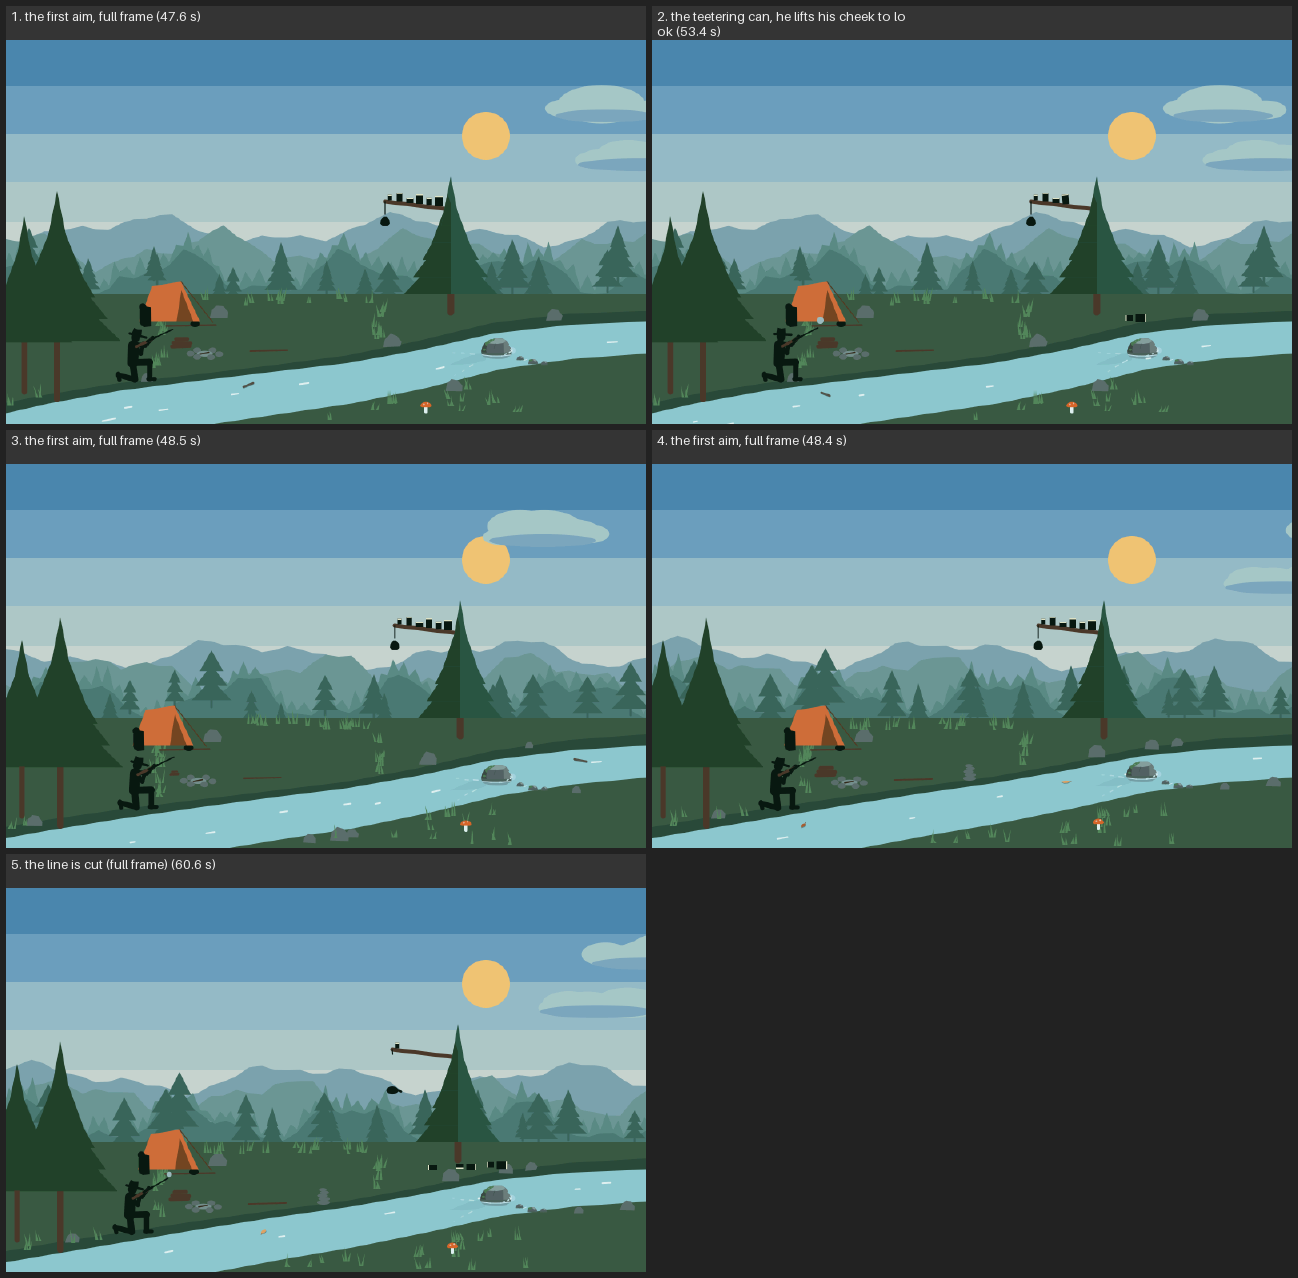 1. the first aim, full frame (47.6 s)
2. the teetering can, he lifts his cheek to lo
ok (53.4 s)
3. the first aim, full frame (48.5 s)
4. the first aim, full frame (48.4 s)
5. the line is cut (full frame) (60.6 s)